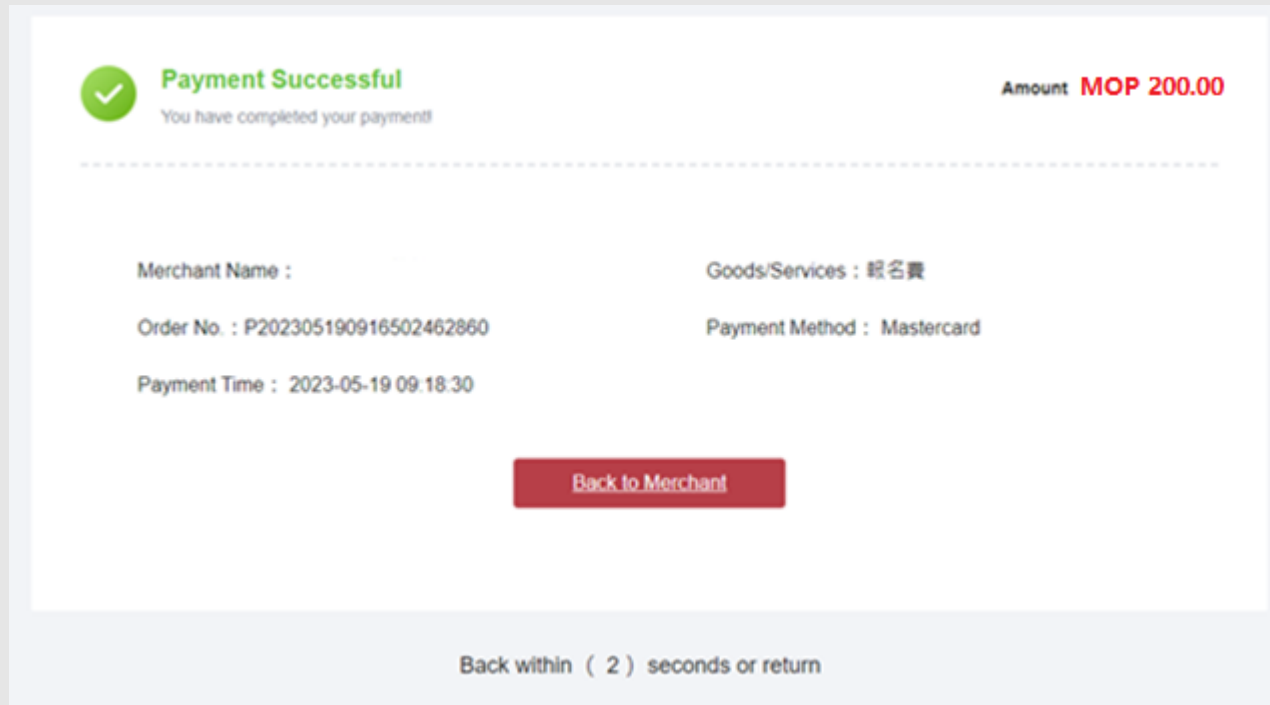 Payment Successful
Amount MOP 200.00
You have completed your payment!
Merchant Name：
Goods/Services：報名費
Order No.：P202305190916502462860
Payment Method： Mastercard
Payment Time： 2023-05-19 09:18:30
Back to Merchant
Back within （ 2 ） seconds or return